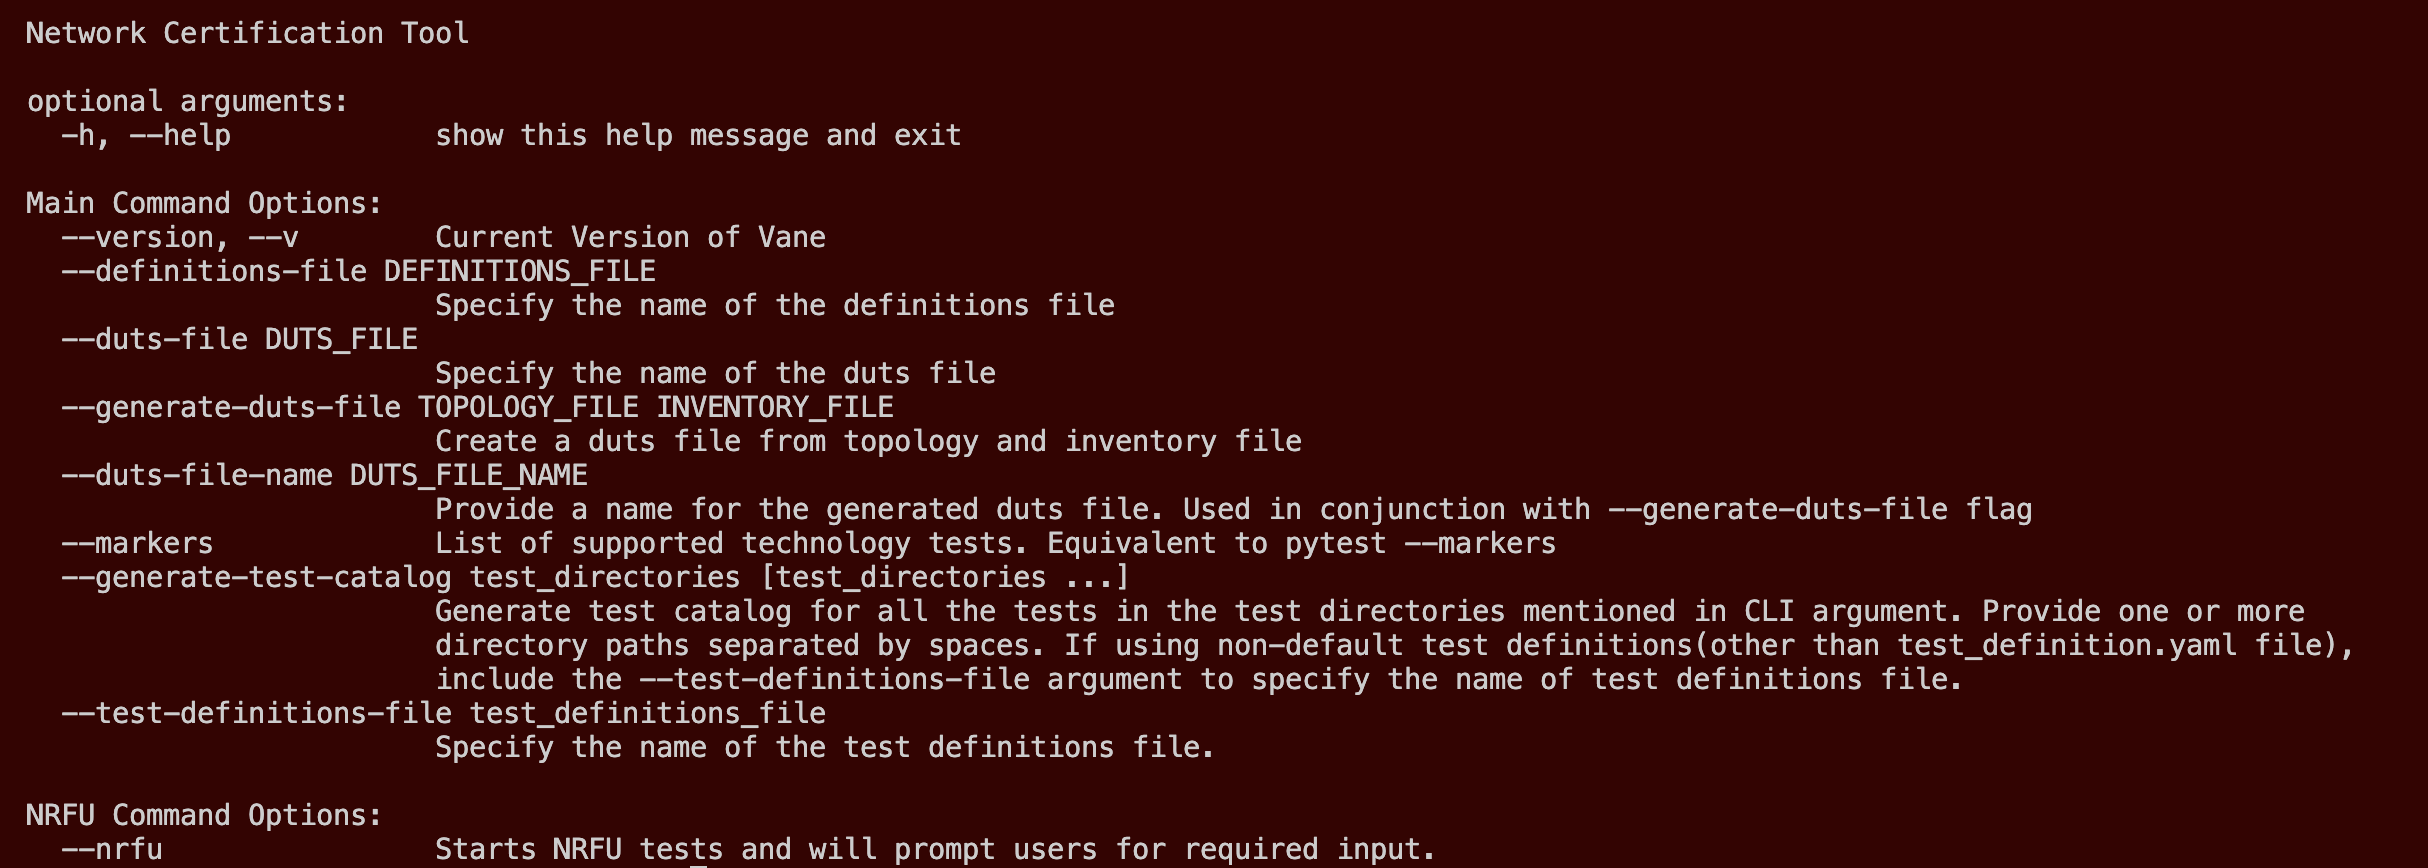 Network Certification Tool
optional arguments:
-h, --help show this help message and exit
Main Command Options:
--version, --v Current Version of Vane
--definitions-file DEFINITIONS_FILE
Specify the name of the definitions file
--duts-file DUTS_FILE
Specify the name of the duts file
--generate-duts-file TOPOLOGY_FILE INVENTORY_FILE
Create a duts file from topology and inventory file
--duts-file-name DUTS_FILE_NAME
Provide a name for the generated duts file. Used in conjunction with --generate-duts-file flag
--markers List of supported technology tests. Equivalent to pytest --markers
--generate-test-catalog test_directories [test_directories ...]
Generate test catalog for all the tests in the test directories mentioned in CLI argument. Provide one or more
directory paths separated by spaces. If using non-default test definitions(other than test_definition.yaml file),
include the --test-definitions-file argument to specify the name of test definitions file.
--test-definitions-file test_definitions_file
Specify the name of the test definitions file.
NRFU Command Options:
--nrfu Starts NRFU tests and will prompt users for required input.